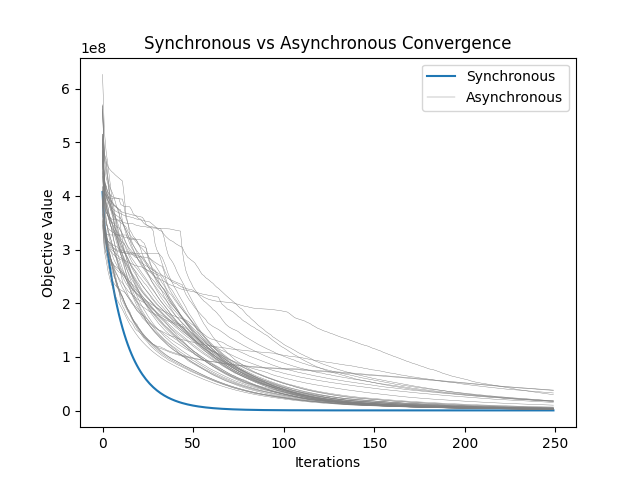 Synchronous vs Asynchronous Convergence
1e8
Synchronous
Asynchronous
6
5
4
3
2
1
0
Objective Value
0 50 100 150 200 250
Iterations